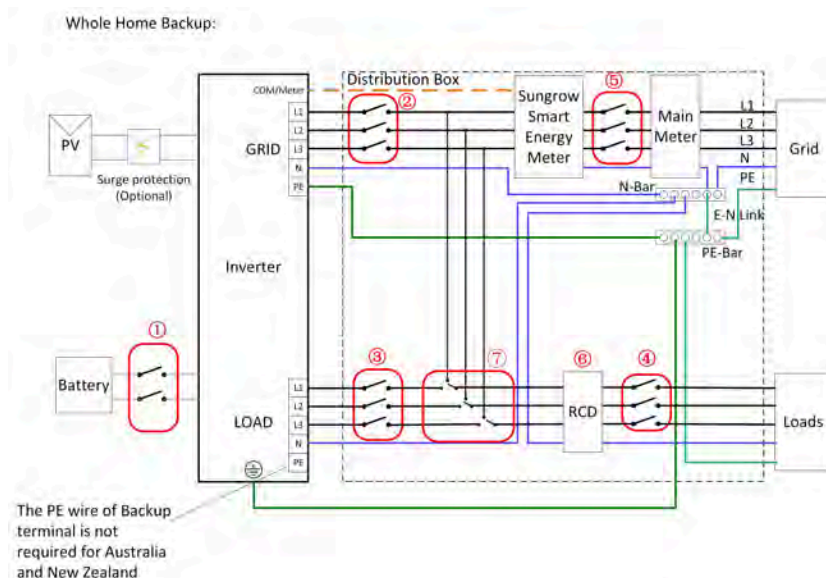 Whole Home Backup:
Distribution Box
COM/Meter
PV
Surge protection
(Optional)
GRID
L1
L2
L3
N
PE
②
Sungrow
Smart
Energy
Meter
⑤
Main
Meter
L1
L2
L3
N
PE
Grid
N-Bar
E-N Link
PE-Bar
Inverter
①
Battery
③
⑦
⑥
④
LOAD
L1
L2
L3
N
PE
RCD
Loads
The PE wire of Backup
terminal is not
required for Australia
and New Zealand